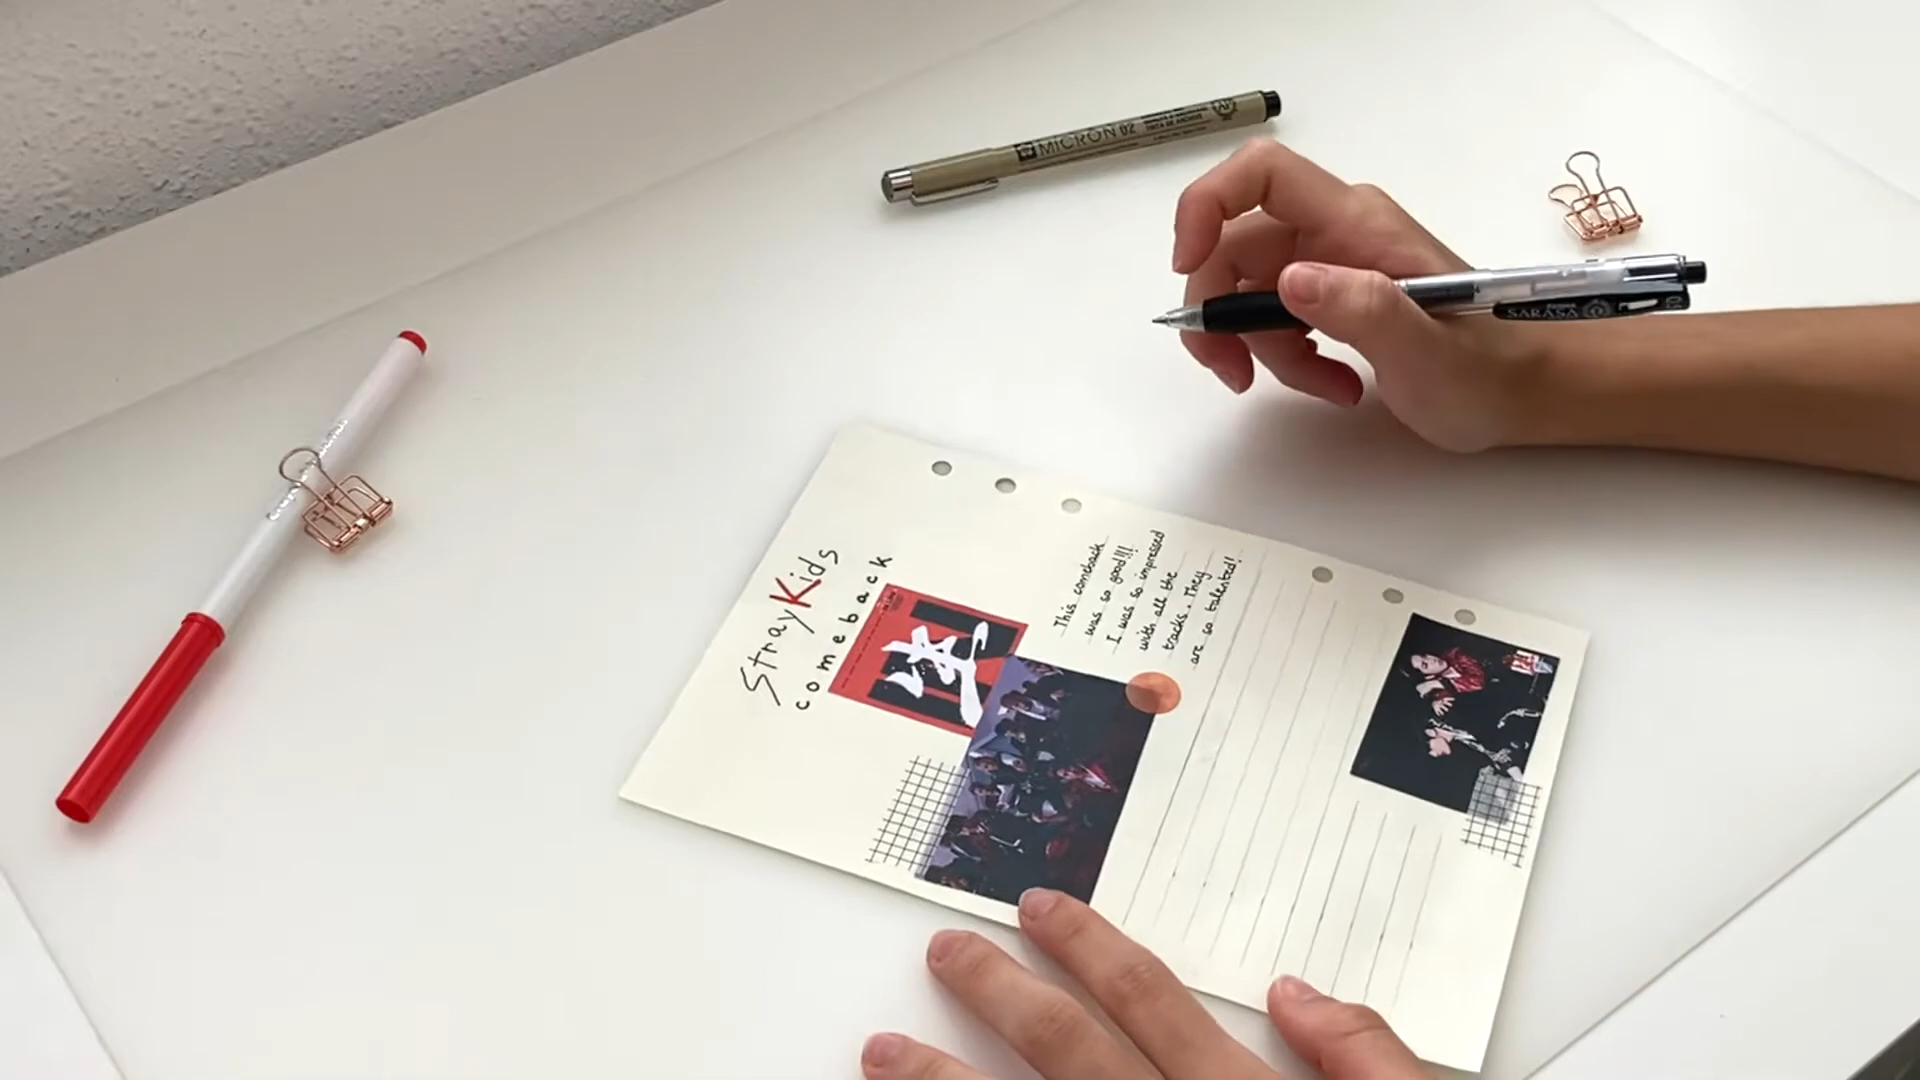 StrayKids
comeback
生
This comeback
was so good!!!
I was so impressed
with all the
tracks. They
are so talented!
MICRON 02
SARASA